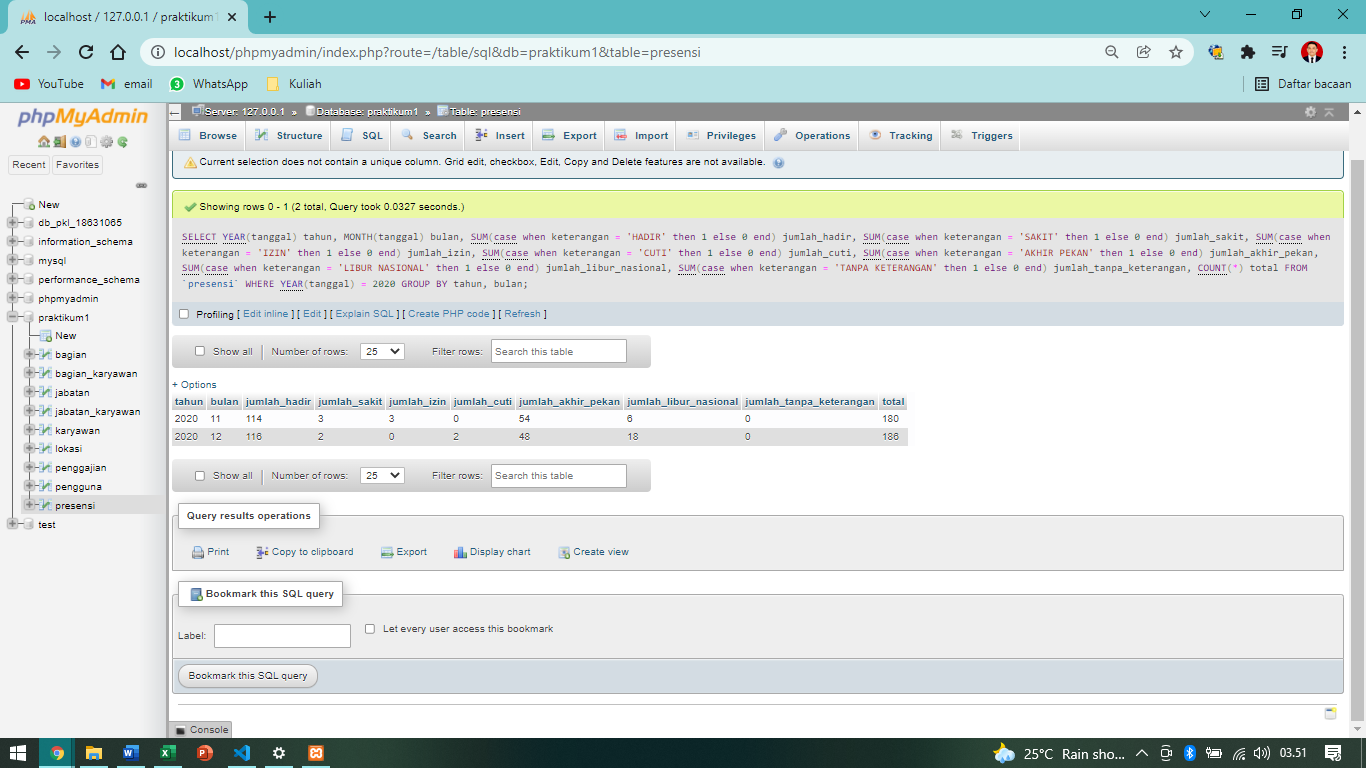 localhost / 127.0.0.1 / praktikum1
localhost/phpmyadmin/index.php?route=/table/sql&db=praktikum1&table=presensi
YouTube email 3 WhatsApp Kuliah Daftar bacaan
phpMyAdmin
Recent Favorites
New
db_pkl_18631065
information_schema
mysql
performance_schema
phpmyadmin
praktikum1
New
bagian
bagian_karyawan
jabatan
jabatan_karyawan
karyawan
lokasi
penggajian
pengguna
presensi
test
Server: 127.0.0.1 » Database: praktikum1 » Table: presensi
Browse Structure SQL Search Insert Export Import Privileges Operations Tracking Triggers
Current selection does not contain a unique column. Grid edit, checkbox, Edit, Copy and Delete features are not available.
Showing rows 0 - 1 (2 total, Query took 0.0327 seconds.)
SELECT YEAR(tanggal) tahun, MONTH(tanggal) bulan, SUM(case when keterangan = 'HADIR' then 1 else 0 end) jumlah_hadir, SUM(case when keterangan = 'SAKIT' then 1 else 0 end) jumlah_sakit, SUM(case when
keterangan = 'IZIN' then 1 else 0 end) jumlah_izin, SUM(case when keterangan = 'CUTI' then 1 else 0 end) jumlah_cuti, SUM(case when keterangan = 'AKHIR PEKAN' then 1 else 0 end) jumlah_akhir_pekan,
SUM(case when keterangan = 'LIBUR NASIONAL' then 1 else 0 end) jumlah_libur_nasional, SUM(case when keterangan = 'TANPA KETERANGAN' then 1 else 0 end) jumlah_tanpa_keterangan, COUNT(*) total FROM
`presensi` WHERE YEAR(tanggal) = 2020 GROUP BY tahun, bulan;
Profiling [ Edit inline ] [ Edit ] [ Explain SQL ] [ Create PHP code ] [ Refresh ]
Show all Number of rows: 25 Filter rows: Search this table
+ Options
tahun bulan jumlah_hadir jumlah_sakit jumlah_izin jumlah_cuti jumlah_akhir_pekan jumlah_libur_nasional jumlah_tanpa_keterangan total
2020 11 114 3 3 0 54 6 0 180
2020 12 116 2 0 2 48 18 0 186
Show all Number of rows: 25 Filter rows: Search this table
Query results operations
Print Copy to clipboard Export Display chart Create view
Bookmark this SQL query
Label: Let every user access this bookmark
Bookmark this SQL query
Console
25°C Rain sho... 03.51